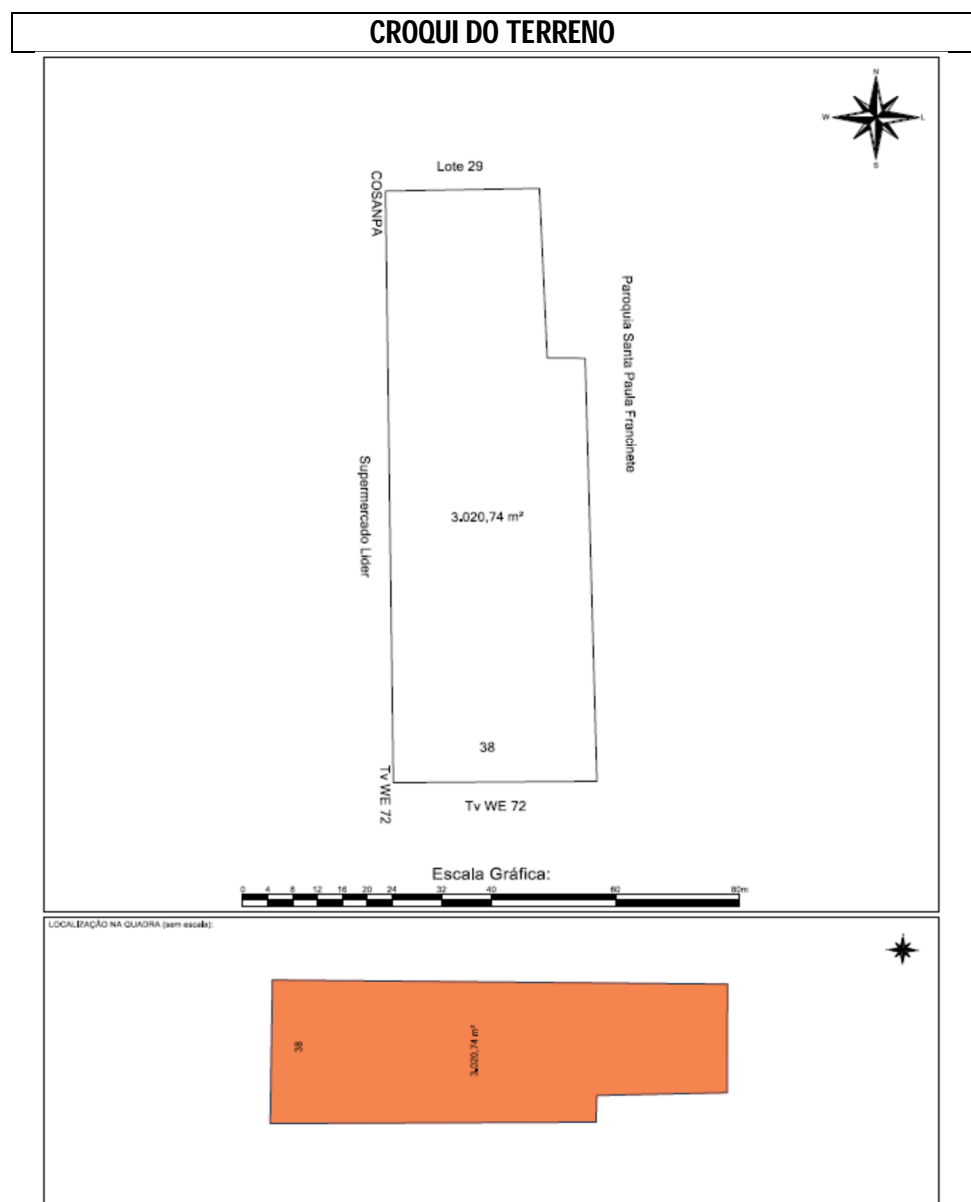 CROQUI DO TERRENO
N
W
L
S
Lote 29
COSANPA
Paroquia Santa Paula Francinete
Supermercado Lider
3.020,74 m²
38
Tv WE 72
Tv WE 72
Escala Gráfica:
0 4 8 12 16 20 24 32 40 60 80m
LOCALIZAÇÃO NA QUADRA (sem escala):
38
3.020,74 m²